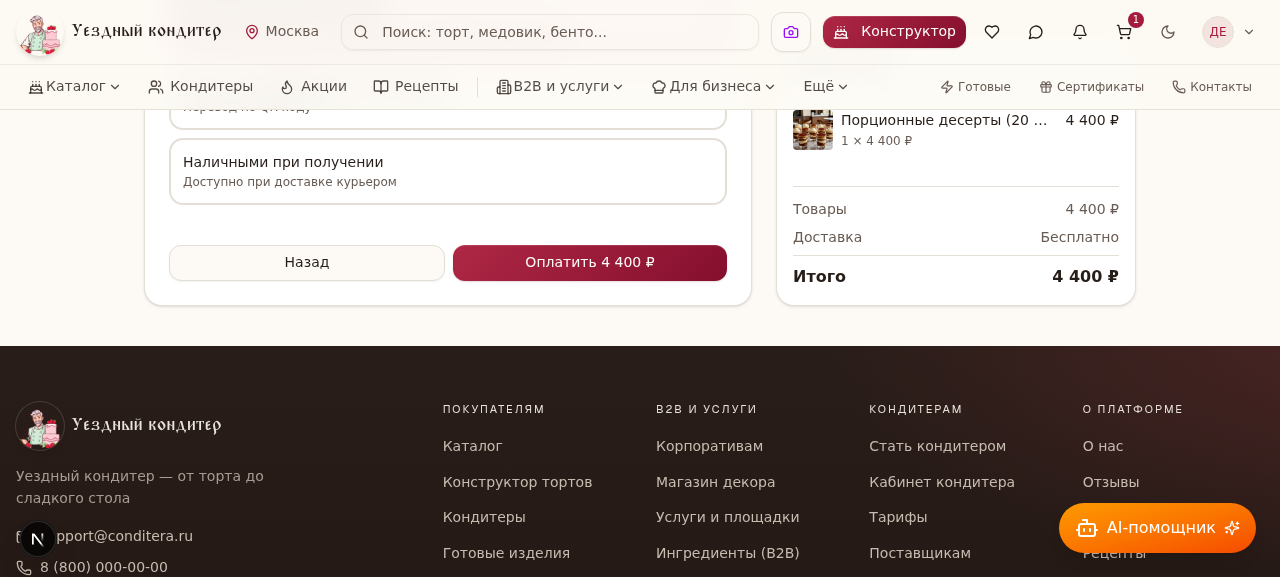 Уездный кондитер
Москва
Поиск: торт, медовик, бенто...
Конструктор
1
ДЕ
Каталог
Кондитеры
Акции
Рецепты
B2B и услуги
Для бизнеса
Ещё
Готовые
Сертификаты
Контакты
Наличными при получении
Доступно при доставке курьером
Назад
Оплатить 4 400 ₽
Порционные десерты (20 ...
4 400 ₽
1 × 4 400 ₽
Товары
4 400 ₽
Доставка
Бесплатно
Итого
4 400 ₽
Уездный кондитер
Уездный кондитер — от торта до
сладкого стола
pport@conditera.ru
8 (800) 000-00-00
N
ПОКУПАТЕЛЯМ
Каталог
Конструктор тортов
Кондитеры
Готовые изделия
B2B И УСЛУГИ
Корпоративам
Магазин декора
Услуги и площадки
Ингредиенты (B2B)
КОНДИТЕРАМ
Стать кондитером
Кабинет кондитера
Тарифы
Поставщикам
О ПЛАТФОРМЕ
О нас
Отзывы
Рецепты
AI-помощник